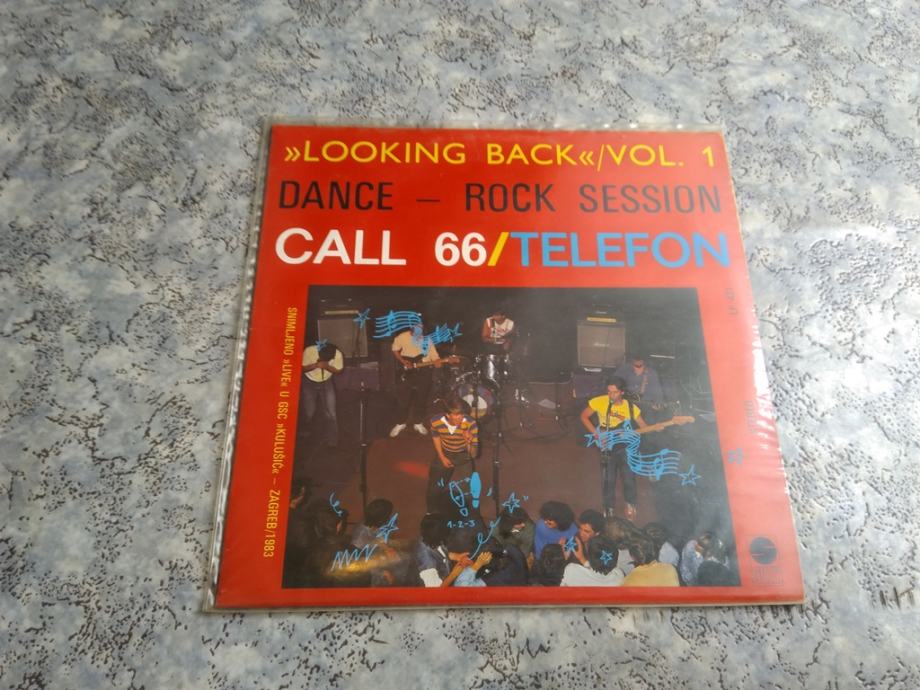 »LOOKING BACK«/VOL. 1
DANCE – ROCK SESSION
CALL 66/TELEFON
SNIMLJENO »LIVE« U GSC »KULUŠIĆ« – ZAGREB/1983
1-2-3